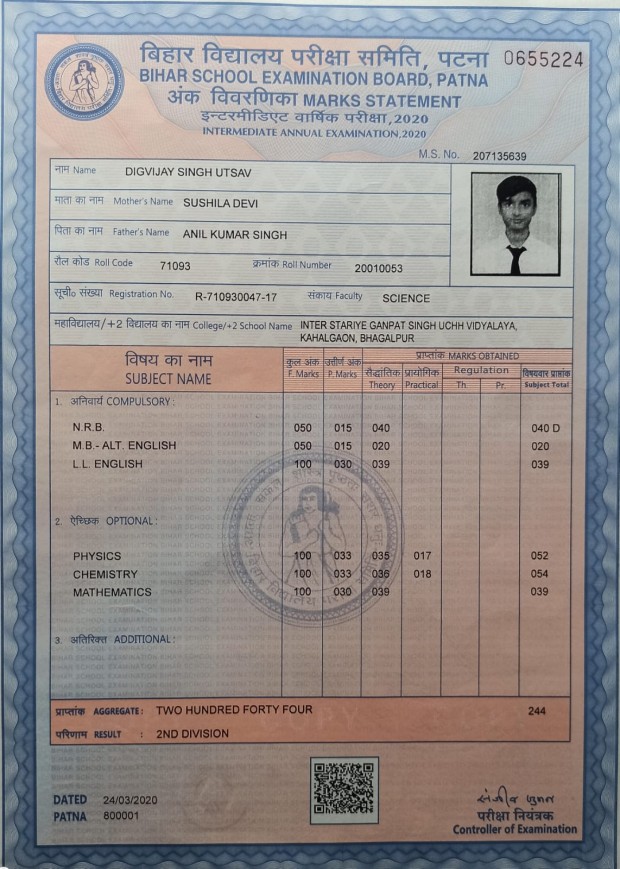 बिहार विद्यालय परीक्षा समिति, पटना 0655224
BIHAR SCHOOL EXAMINATION BOARD, PATNA
अंक विवरणिका MARKS STATEMENT
इन्टरमीडिएट वार्षिक परीक्षा,2020
INTERMEDIATE ANNUAL EXAMINATION,2020
M.S. No. 207135639
नाम Name DIGVIJAY SINGH UTSAV
माता का नाम Mother's Name SUSHILA DEVI
पिता का नाम Father's Name ANIL KUMAR SINGH
रौल कोड Roll Code 71093 क्रमांक Roll Number 20010053
सूची० संख्या Registration No. R-710930047-17 संकाय Faculty SCIENCE
महाविद्यालय/+2 विद्यालय का नाम College/+2 School Name INTER STARIYE GANPAT SINGH UCHH VIDYALAYA,
KAHALGAON, BHAGALPUR
विषय का नाम कुल अंक उत्तीर्ण अंक प्राप्तांक MARKS OBTAINED
SUBJECT NAME F. Marks P. Marks सैद्धांतिक प्रायोगिक Regulation विषयवार प्राप्तांक
Theory Practical Th. Pr. Subject Total
1. अनिवार्य COMPULSORY :
N.R.B. 050 015 040 040 D
M.B.- ALT. ENGLISH 050 015 020 020
L.L. ENGLISH 100 030 039 039
2. ऐच्छिक OPTIONAL :
PHYSICS 100 033 035 017 052
CHEMISTRY 100 033 036 018 054
MATHEMATICS 100 030 039 039
3. अतिरिक्त ADDITIONAL :
प्राप्तांक AGGREGATE: TWO HUNDRED FORTY FOUR 244
परिणाम RESULT : 2ND DIVISION
DATED 24/03/2020
PATNA 800001
परीक्षा नियंत्रक
Controller of Examination